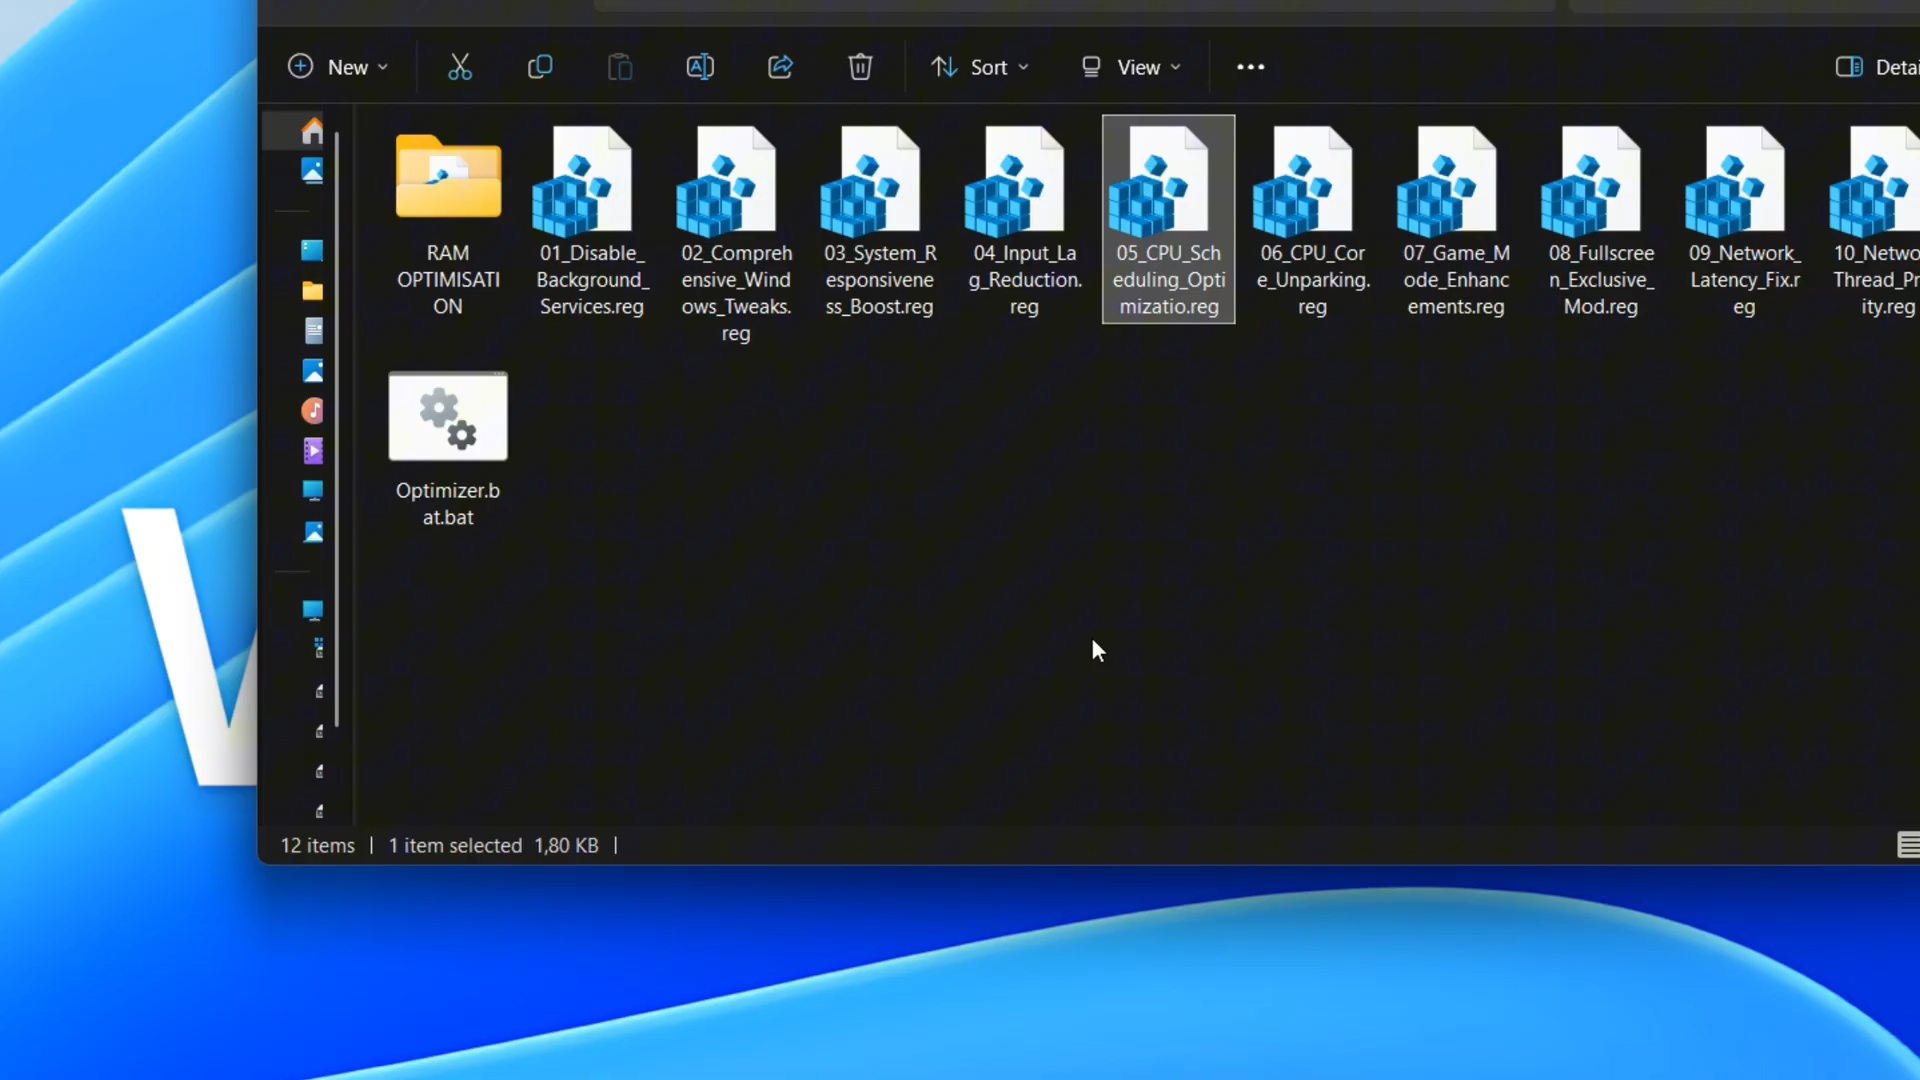 New
Sort
View
Detai
RAM
OPTIMISATI
ON
01_Disable_
Background_
Services.reg
02_Compreh
ensive_Wind
ows_Tweaks.
reg
03_System_R
esponsivene
ss_Boost.reg
04_Input_La
g_Reduction.
reg
05_CPU_Sch
eduling_Opti
mizatio.reg
06_CPU_Cor
e_Unparking.
reg
07_Game_M
ode_Enhanc
ements.reg
08_Fullscree
n_Exclusive_
Mod.reg
09_Network_
Latency_Fix.r
eg
10_Netwo
Thread_Pr
ity.reg
Optimizer.b
at.bat
12 items
1 item selected 1,80 KB